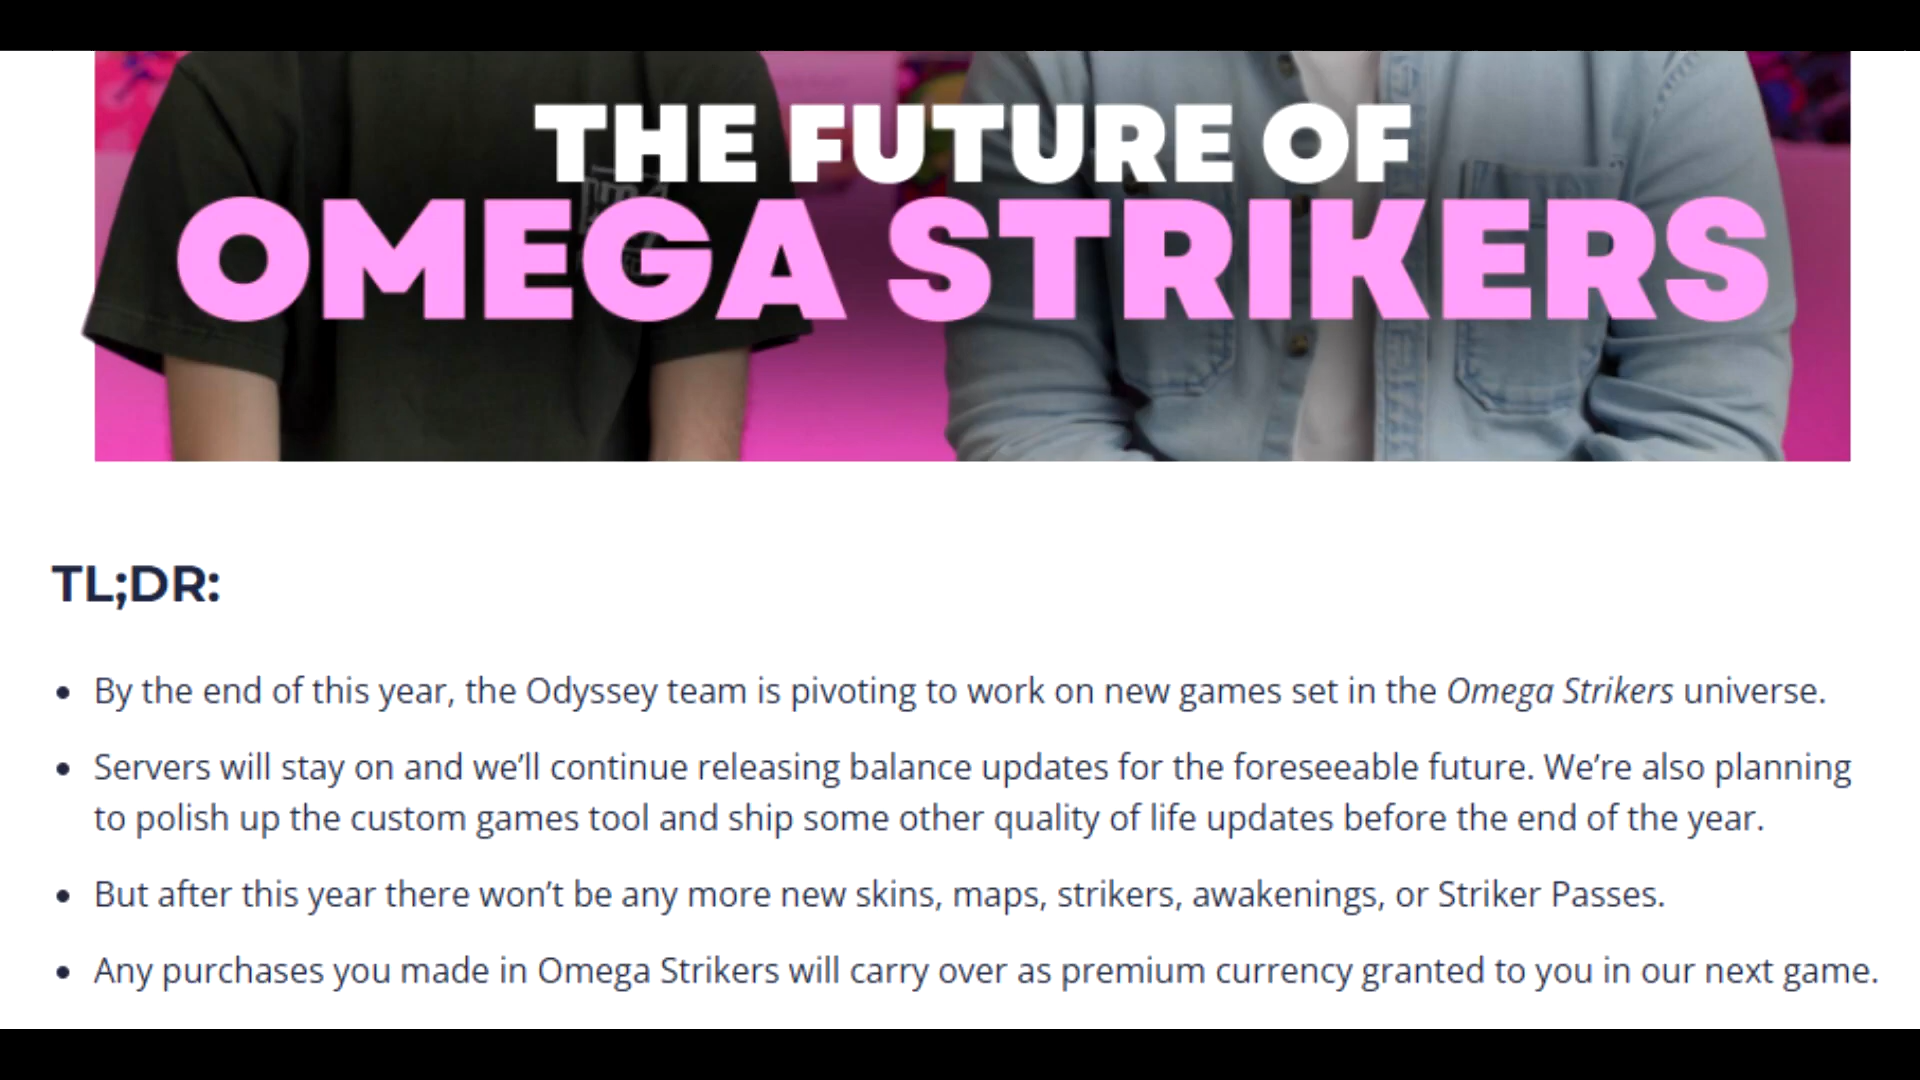 THE FUTURE OF
OMEGA STRIKERS
TL;DR:
• By the end of this year, the Odyssey team is pivoting to work on new games set in the Omega Strikers universe.
• Servers will stay on and we’ll continue releasing balance updates for the foreseeable future. We’re also planning
to polish up the custom games tool and ship some other quality of life updates before the end of the year.
• But after this year there won’t be any more new skins, maps, strikers, awakenings, or Striker Passes.
• Any purchases you made in Omega Strikers will carry over as premium currency granted to you in our next game.